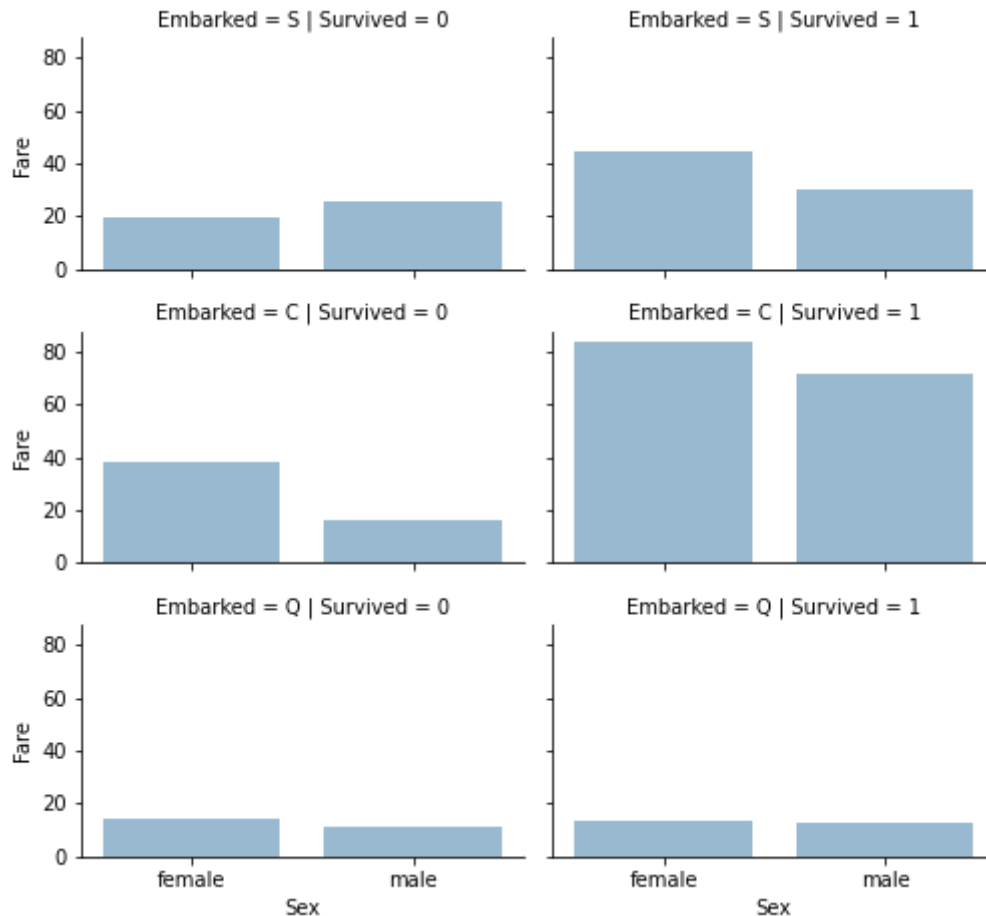 Embarked = S | Survived = 0
Embarked = S | Survived = 1
80
60
40
20
0
Fare
Embarked = C | Survived = 0
Embarked = C | Survived = 1
80
60
40
20
0
Fare
Embarked = Q | Survived = 0
Embarked = Q | Survived = 1
80
60
40
20
0
Fare
female male
female male
Sex
Sex